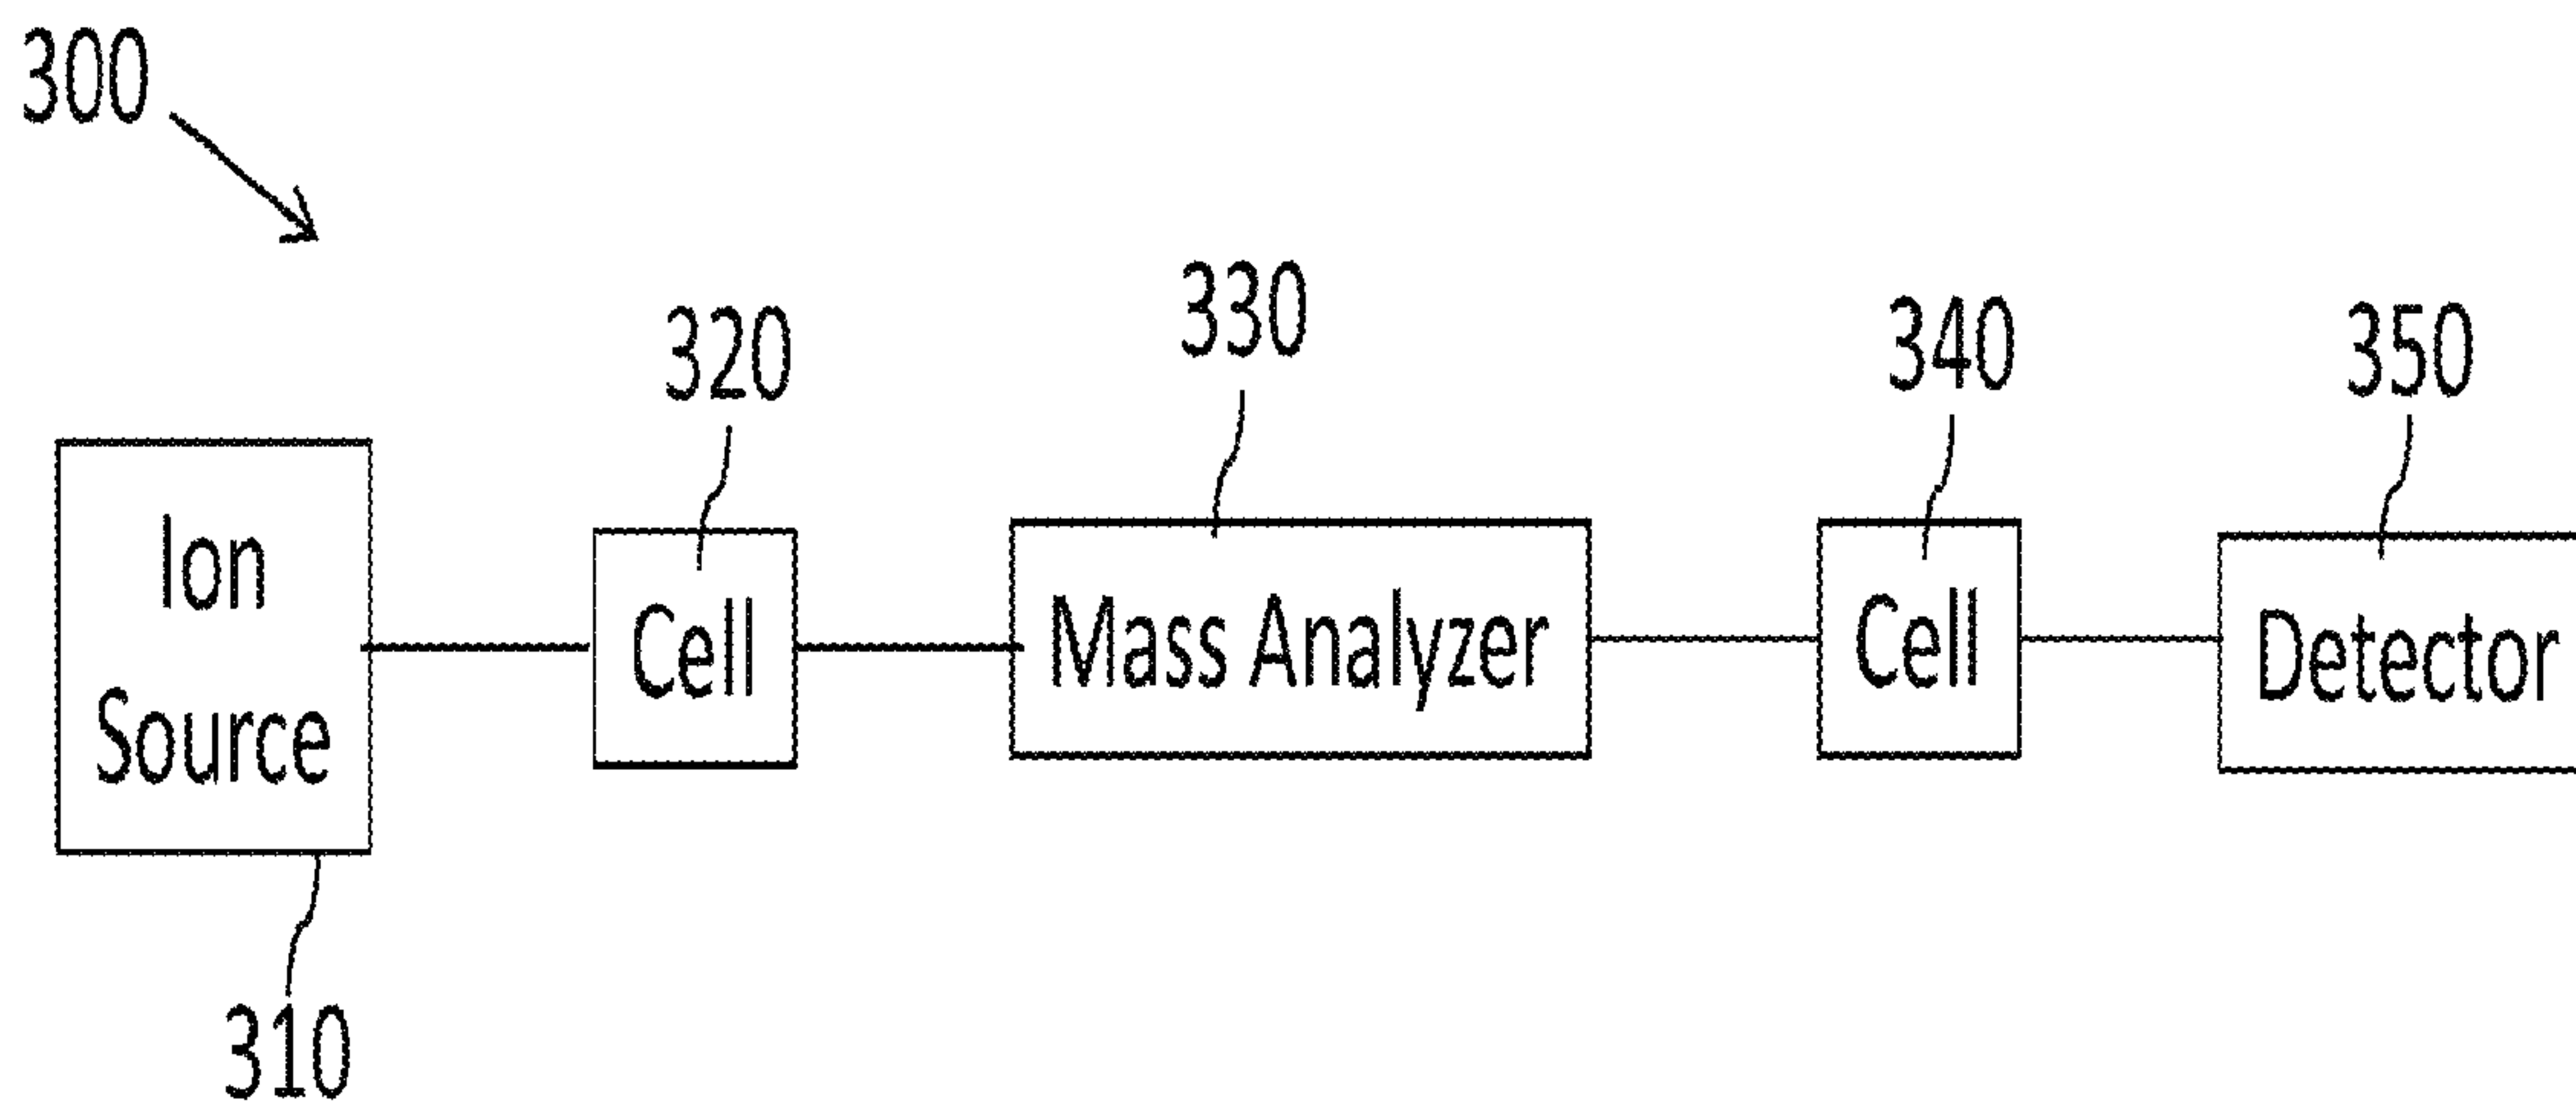 300
330
340
320
350
Ion
Source
Cell
Mass Analyzer
Cell
Detector
310